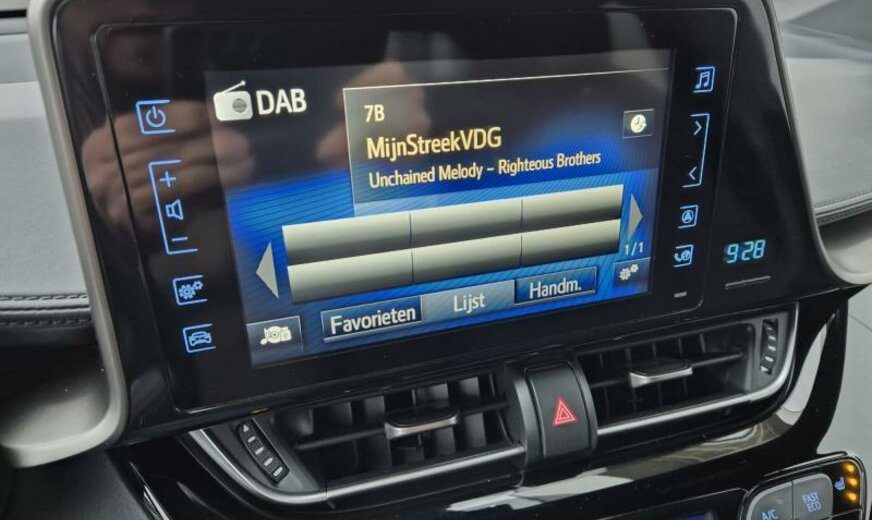 DAB
7B
MijnStreekVDG
Unchained Melody – Righteous Brothers
1/1
Favorieten
Lijst
Handm.
9:28
A/C
FAST
ECO